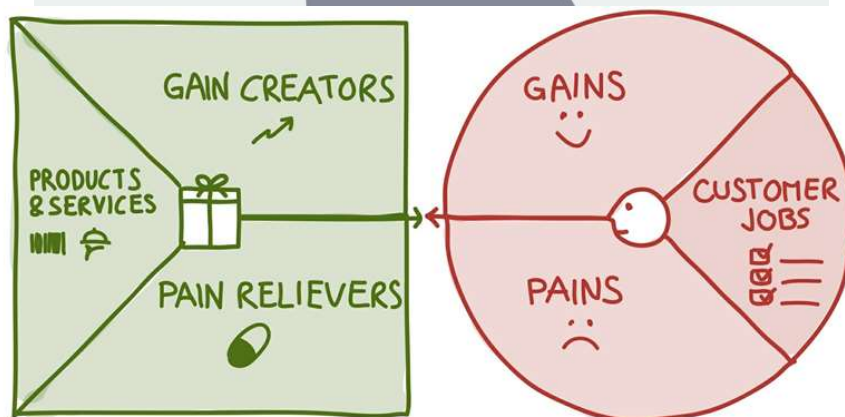 GAIN CREATORS
PRODUCTS
& SERVICES
PAIN RELIEVERS
GAINS
CUSTOMER
JOBS
PAINS